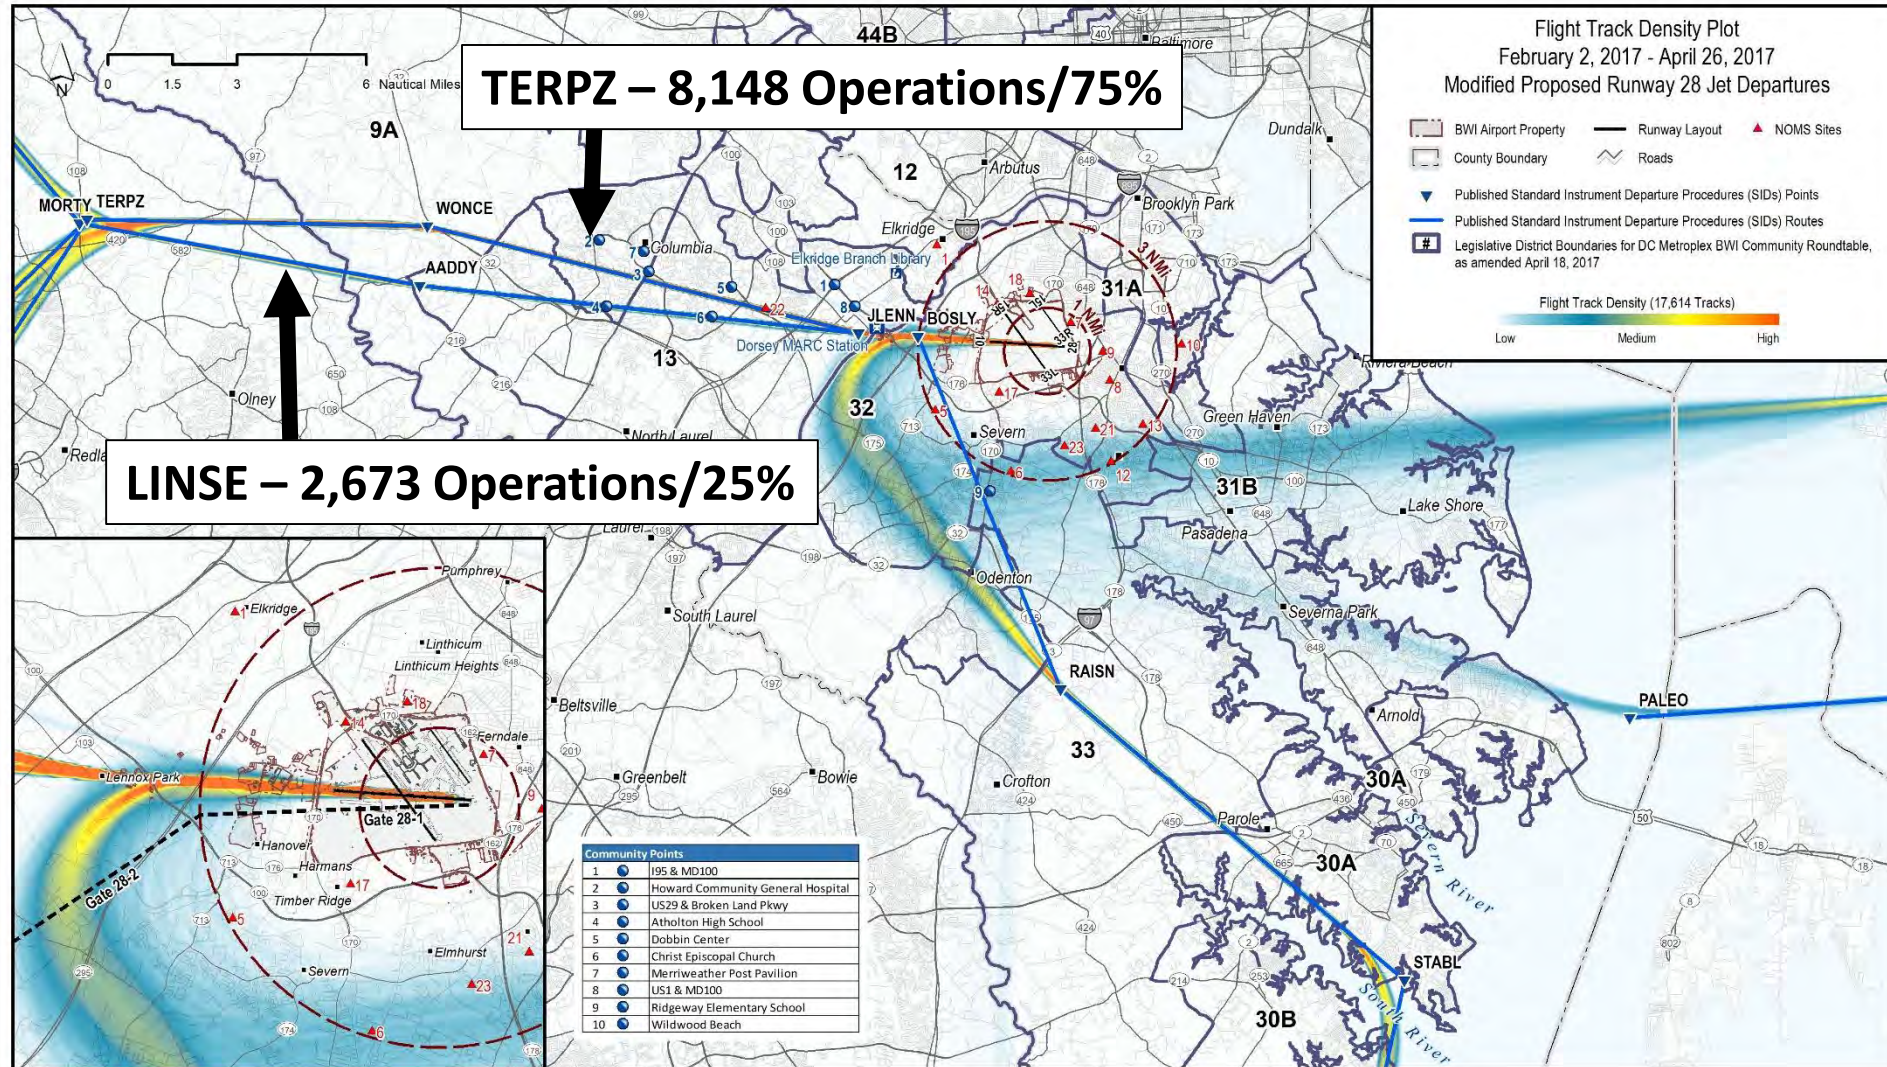 Flight Track Density Plot
February 2, 2017 - April 26, 2017
Modified Proposed Runway 28 Jet Departures
BWI Airport Property
Runway Layout
NOMS Sites
County Boundary
Roads
Published Standard Instrument Departure Procedures (SIDs) Points
Published Standard Instrument Departure Procedures (SIDs) Routes
# Legislative District Boundaries for DC Metroplex BWI Community Roundtable,
as amended April 18, 2017
Flight Track Density (17,614 Tracks)
Low Medium High
TERPZ – 8,148 Operations/75%
LINSE – 2,673 Operations/25%
N
0 1.5 3 6 Nautical Miles
44B
9A
12
13
32
31A
31B
33
30A
30A
30B
MORTY TERPZ
WONCE
AADDY
JLENN
BOSLY
RAISN
PALEO
STABL
Baltimore
Dundalk
Arbutus
Brooklyn Park
Elkridge
Columbia
Elkridge Branch Library
Dorsey MARC Station
3 NMi
1 NMi
Olney
North Laurel
Laurel
Severn
Green Haven
Riviera Beach
Lake Shore
Pasadena
Odenton
South Laurel
Severna Park
Beltsville
Greenbelt
Bowie
Crofton
Arnold
Parole
Severn River
South River
Pumphrey
Elkridge
Linthicum
Linthicum Heights
Ferndale
Lennox Park
Gate 28-1
Gate 28-2
Hanover
Harmans
Timber Ridge
Elmhurst
Severn
Community Points
1 I95 & MD100
2 Howard Community General Hospital
3 US29 & Broken Land Pkwy
4 Atholton High School
5 Dobbin Center
6 Christ Episcopal Church
7 Merriweather Post Pavilion
8 US1 & MD100
9 Ridgeway Elementary School
10 Wildwood Beach